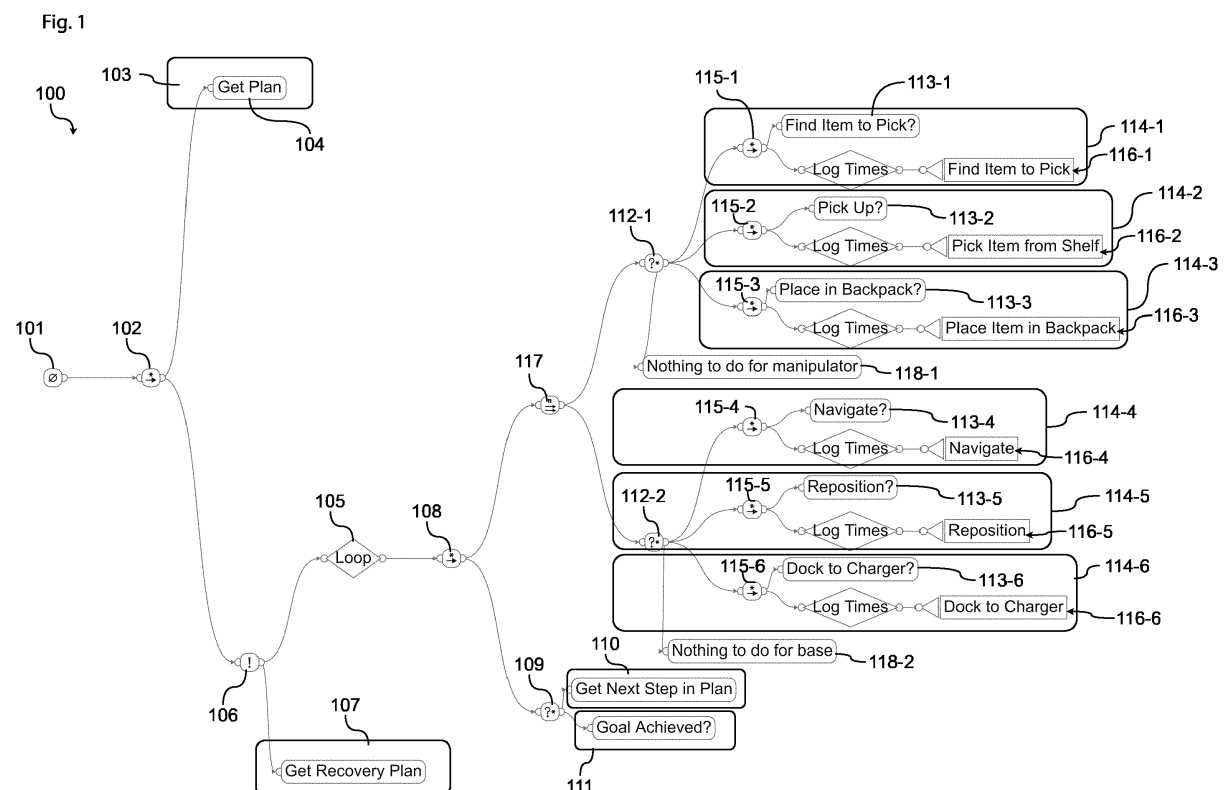 Fig. 1
103
Get Plan
100
104
115-1
113-1
Find Item to Pick?
114-1
Log Times
Find Item to Pick
116-1
114-2
112-1
115-2
Pick Up?
113-2
Log Times
Pick Item from Shelf
116-2
?*
114-3
115-3
Place in Backpack?
113-3
Log Times
Place Item in Backpack
116-3
101
102
117
Nothing to do for manipulator
118-1
115-4
Navigate?
113-4
114-4
Log Times
Navigate
116-4
105
108
112-2
115-5
Reposition?
113-5
114-5
Loop
Log Times
Reposition
116-5
?*
115-6
Dock to Charger?
113-6
114-6
Log Times
Dock to Charger
116-6
110
Nothing to do for base
118-2
!
109
106
Get Next Step in Plan
107
?*
Goal Achieved?
Get Recovery Plan
111